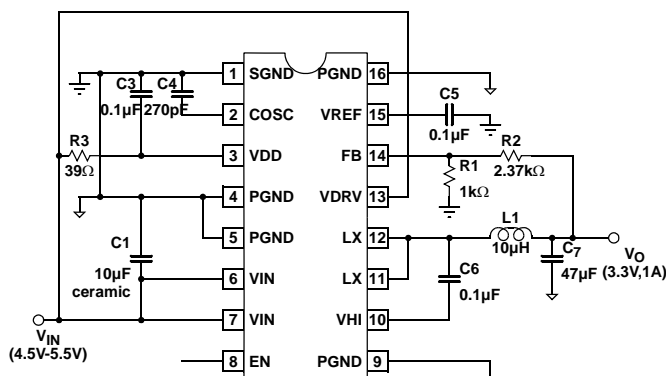 C3
C4
0.1µF
270pF
1
SGND
PGND
16
C5
0.1µF
2
COSC
VREF
15
R3
39Ω
3
VDD
FB
14
R1
1kΩ
R2
2.37kΩ
4
PGND
VDRV
13
C1
10µF
ceramic
5
PGND
LX
12
L1
10µH
C7
47µF
VO
(3.3V,1A)
6
VIN
LX
11
C6
0.1µF
7
VIN
VHI
10
VIN
(4.5V-5.5V)
8
EN
PGND
9